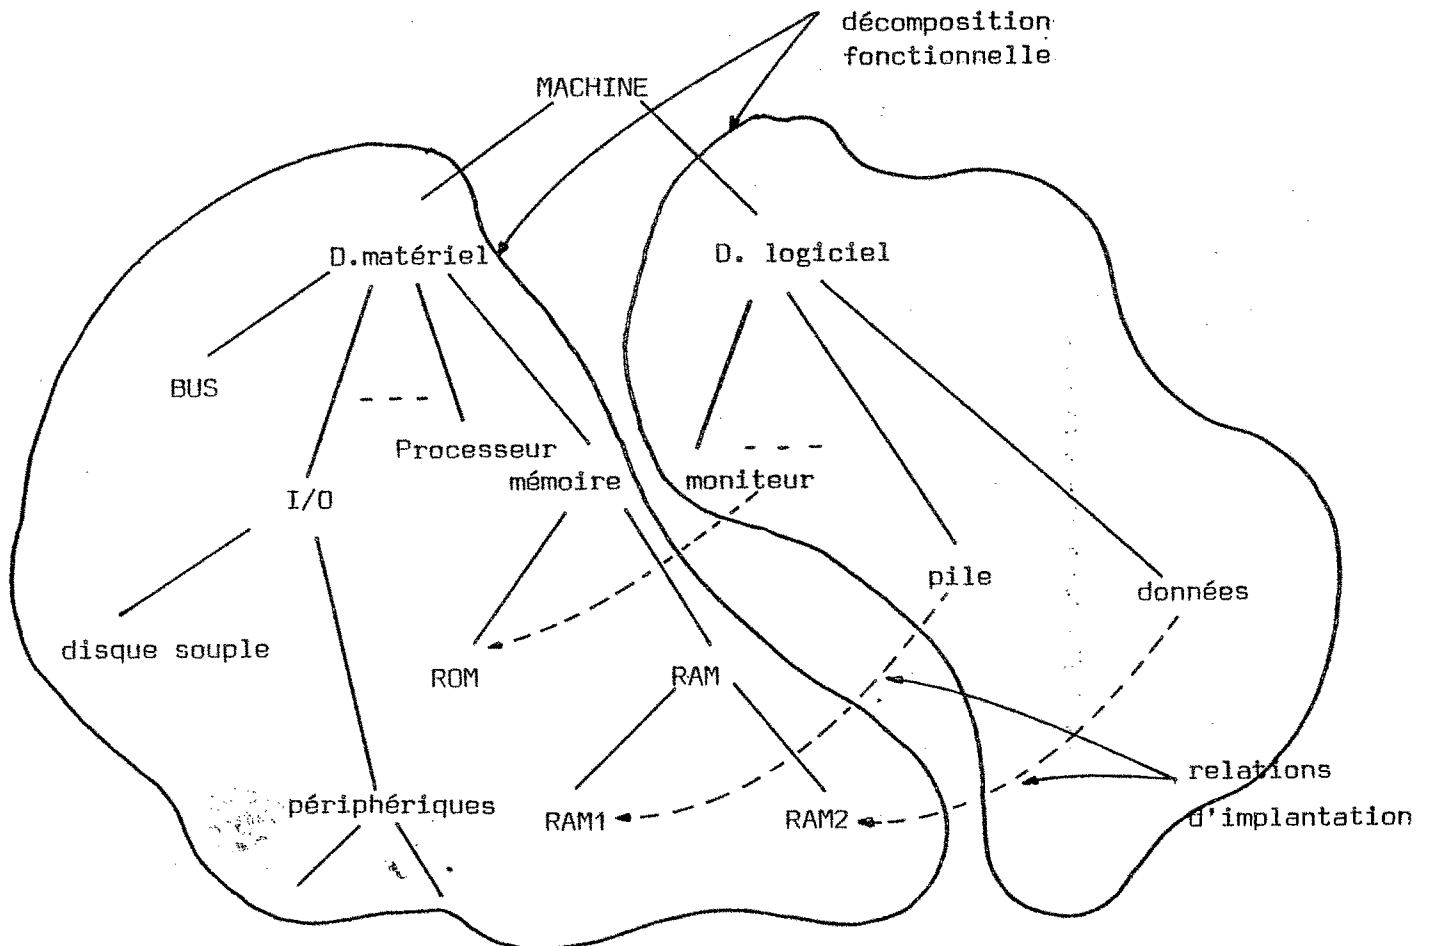 décomposition
fonctionnelle
MACHINE
D.matériel
D. logiciel
BUS
Processeur
mémoire
moniteur
I/O
pile
données
disque souple
ROM
RAM
relations
périphériques
RAM1
RAM2
d'implantation